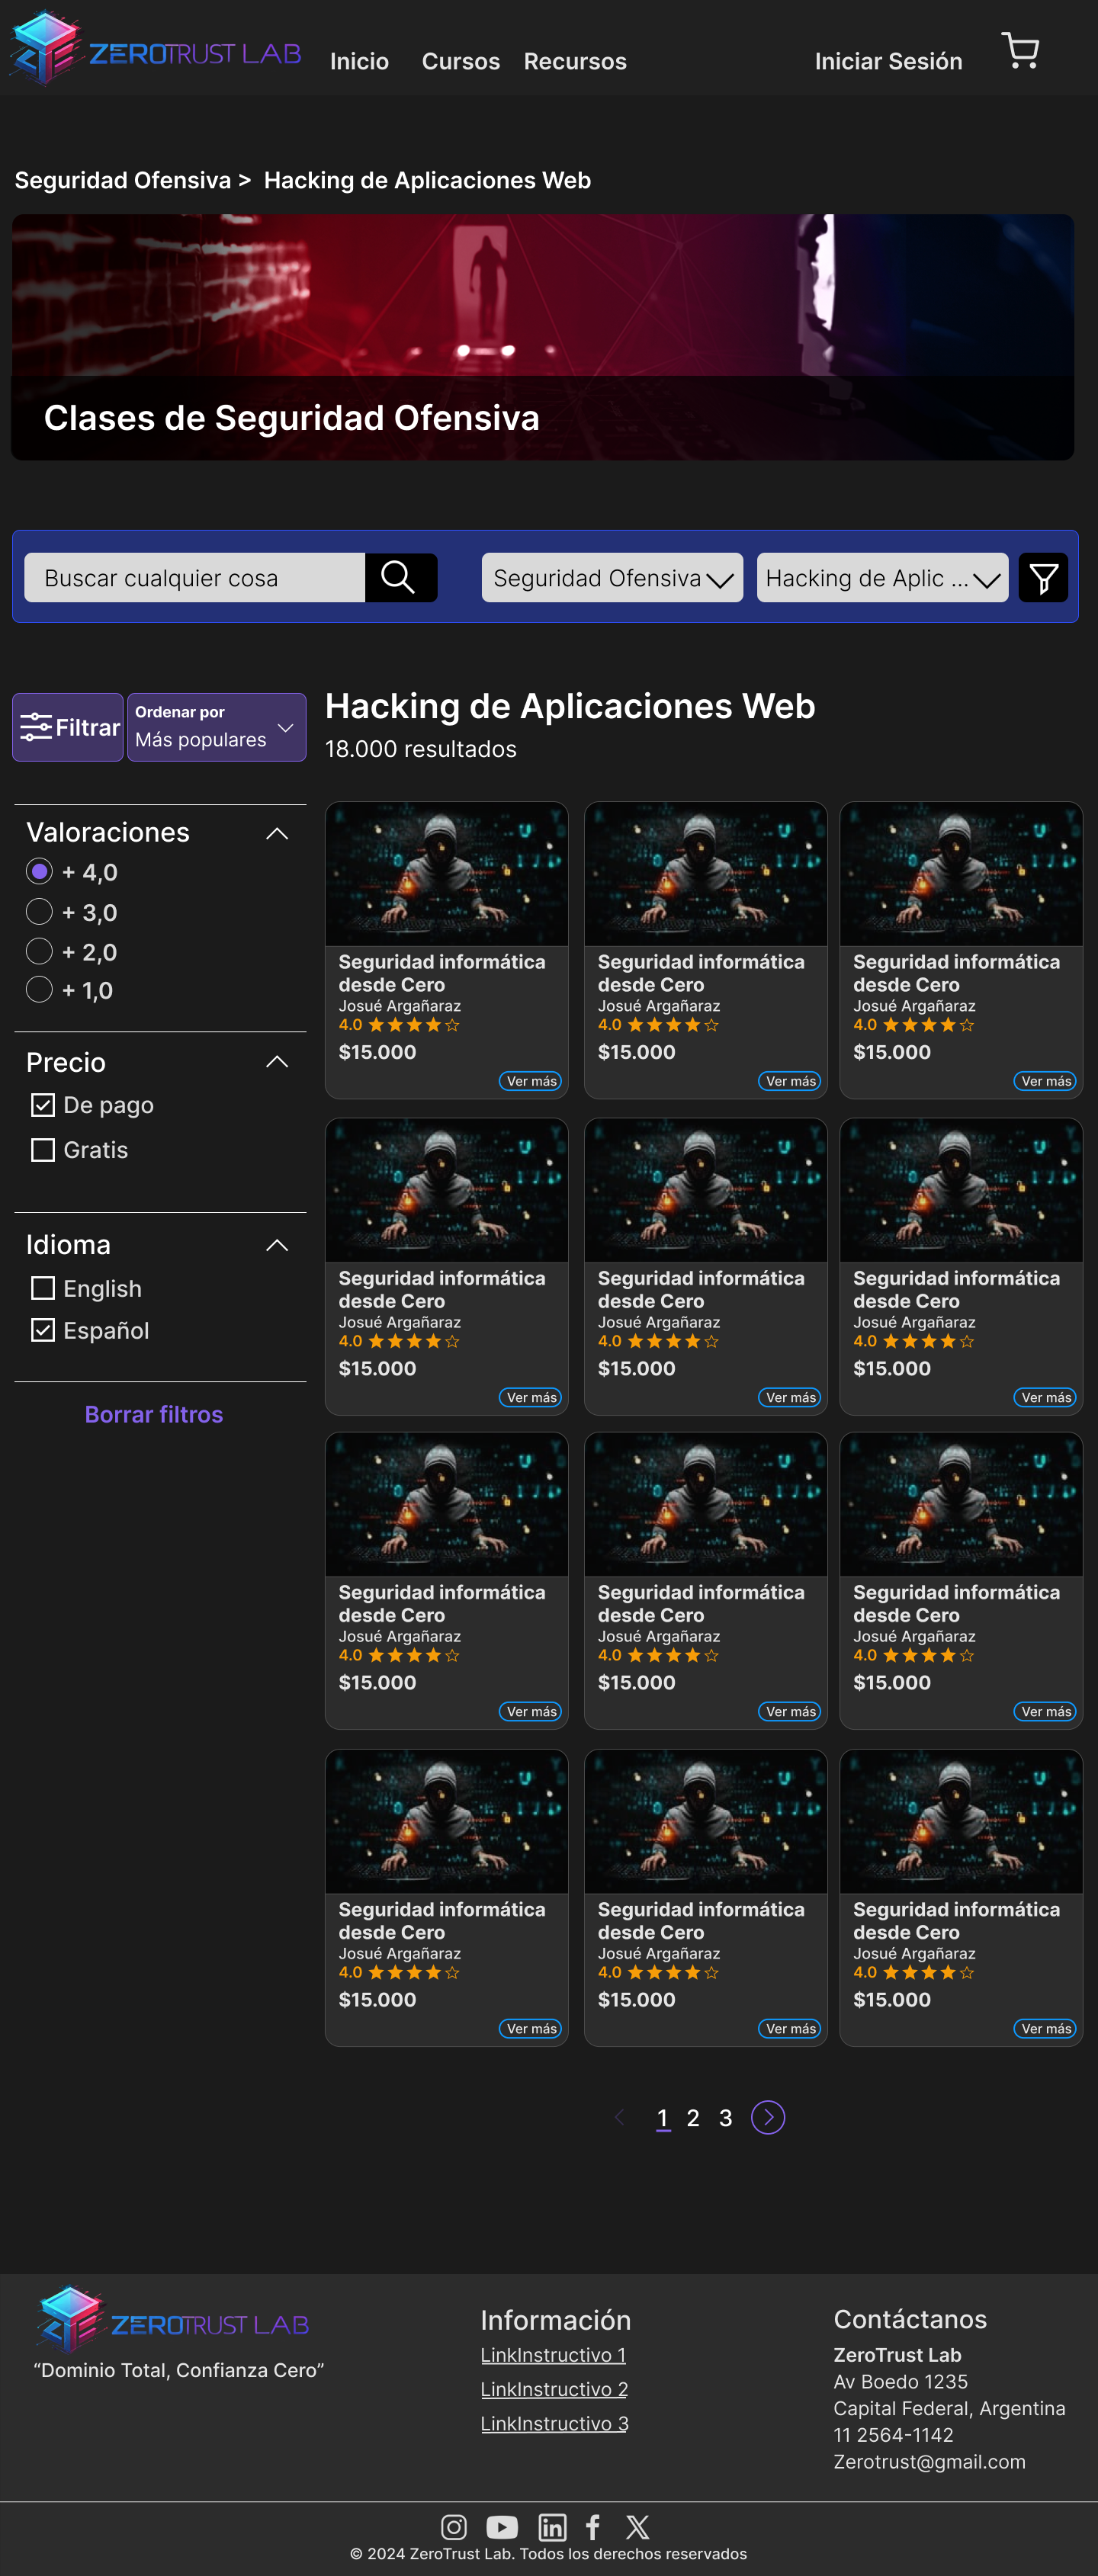 ZEROTRUST LAB
Inicio
Cursos
Recursos
Iniciar Sesión
Seguridad Ofensiva > Hacking de Aplicaciones Web
Clases de Seguridad Ofensiva
Buscar cualquier cosa
Seguridad Ofensiva
Hacking de Aplic ...
Filtrar
Ordenar por
Más populares
Hacking de Aplicaciones Web
18.000 resultados
Valoraciones
+ 4,0
+ 3,0
+ 2,0
+ 1,0
Precio
De pago
Gratis
Idioma
English
Español
Borrar filtros
Seguridad informática
desde Cero
Josué Argañaraz
4.0
$15.000
Ver más
Seguridad informática
desde Cero
Josué Argañaraz
4.0
$15.000
Ver más
Seguridad informática
desde Cero
Josué Argañaraz
4.0
$15.000
Ver más
Seguridad informática
desde Cero
Josué Argañaraz
4.0
$15.000
Ver más
Seguridad informática
desde Cero
Josué Argañaraz
4.0
$15.000
Ver más
Seguridad informática
desde Cero
Josué Argañaraz
4.0
$15.000
Ver más
Seguridad informática
desde Cero
Josué Argañaraz
4.0
$15.000
Ver más
Seguridad informática
desde Cero
Josué Argañaraz
4.0
$15.000
Ver más
Seguridad informática
desde Cero
Josué Argañaraz
4.0
$15.000
Ver más
Seguridad informática
desde Cero
Josué Argañaraz
4.0
$15.000
Ver más
Seguridad informática
desde Cero
Josué Argañaraz
4.0
$15.000
Ver más
Seguridad informática
desde Cero
Josué Argañaraz
4.0
$15.000
Ver más
1 2 3
ZEROTRUST LAB
“Dominio Total, Confianza Cero”
Información
LinkInstructivo 1
LinkInstructivo 2
LinkInstructivo 3
Contáctanos
ZeroTrust Lab
Av Boedo 1235
Capital Federal, Argentina
11 2564-1142
Zerotrust@gmail.com
© 2024 ZeroTrust Lab. Todos los derechos reservados